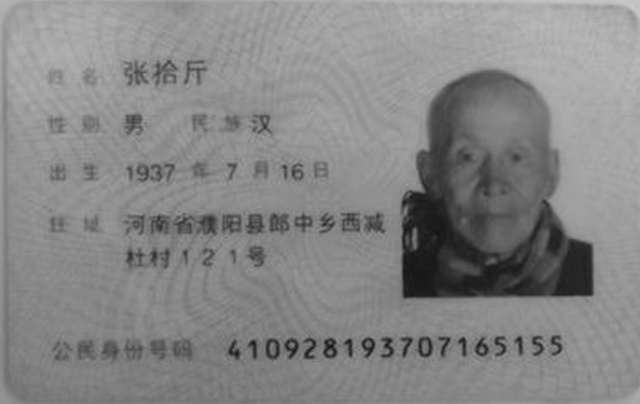 姓名 张拾斤
性别 男 民族 汉
出生 1937 年 7 月 16 日
住址 河南省濮阳县郎中乡西减
杜村121号
公民身份号码 410928193707165155